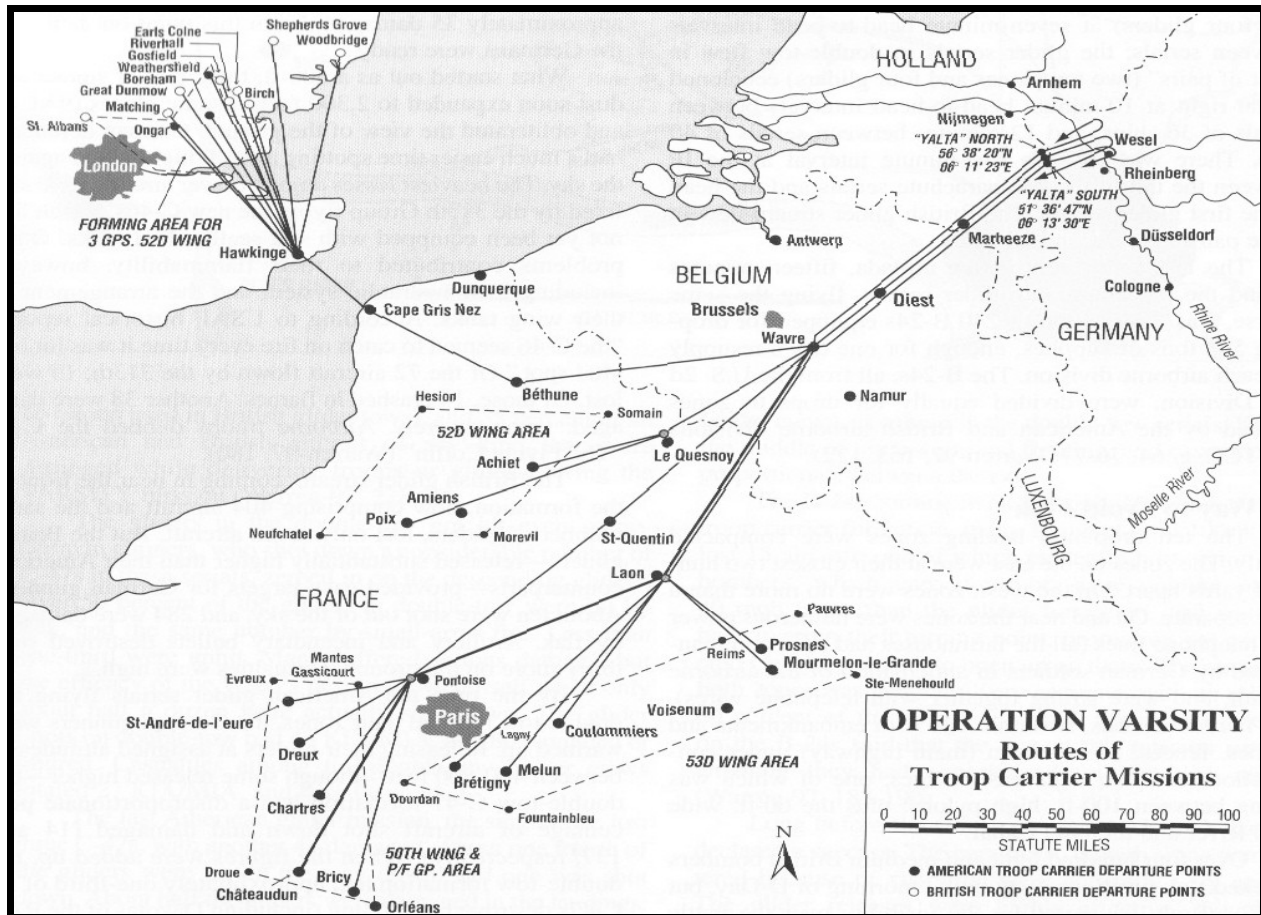 Shepherds Grove
Earls Colne
Woodbridge
Riverhall
Gosfield
Weathersfield
Boreham
Great Dunmow
Birch
Matching
St. Albans
Ongar
London
FORMING AREA FOR
3 GPS. 52D WING
Hawkinge
HOLLAND
Arnhem
Nijmegen
"YALTA" NORTH
56° 38' 20"N
06° 11' 23"E
Wesel
Rheinberg
"YALTA" SOUTH
51° 36' 47"N
06° 13' 30"E
Antwerp
Marheeze
Düsseldorf
BELGIUM
Dunquerque
Brussels
Diest
Cologne
Cape Gris Nez
Wavre
GERMANY
Rhine River
Béthune
Namur
Hesion
Somain
52D WING AREA
Le Quesnoy
Achiet
Amiens
Poix
Neufchatel
Morevil
St-Quentin
LUXENBOURG
Moselle River
Laon
FRANCE
Pauvres
Prosnes
Reims
Mourmelon-le-Grande
Ste-Menehould
Mantes
Gassicourt
Evreux
Pontoise
St-André-de-l'eure
Paris
Voisenum
Lagny
Coulommiers
Dreux
Melun
Brétigny
53D WING AREA
Dourdan
Chartres
Fountainbleu
50TH WING &
P/F GP. AREA
Droue
Bricy
Châteaudun
Orléans
N
OPERATION VARSITY
Routes of
Troop Carrier Missions
0 10 20 30 40 50 60 70 80 90 100
STATUTE MILES
AMERICAN TROOP CARRIER DEPARTURE POINTS
BRITISH TROOP CARRIER DEPARTURE POINTS